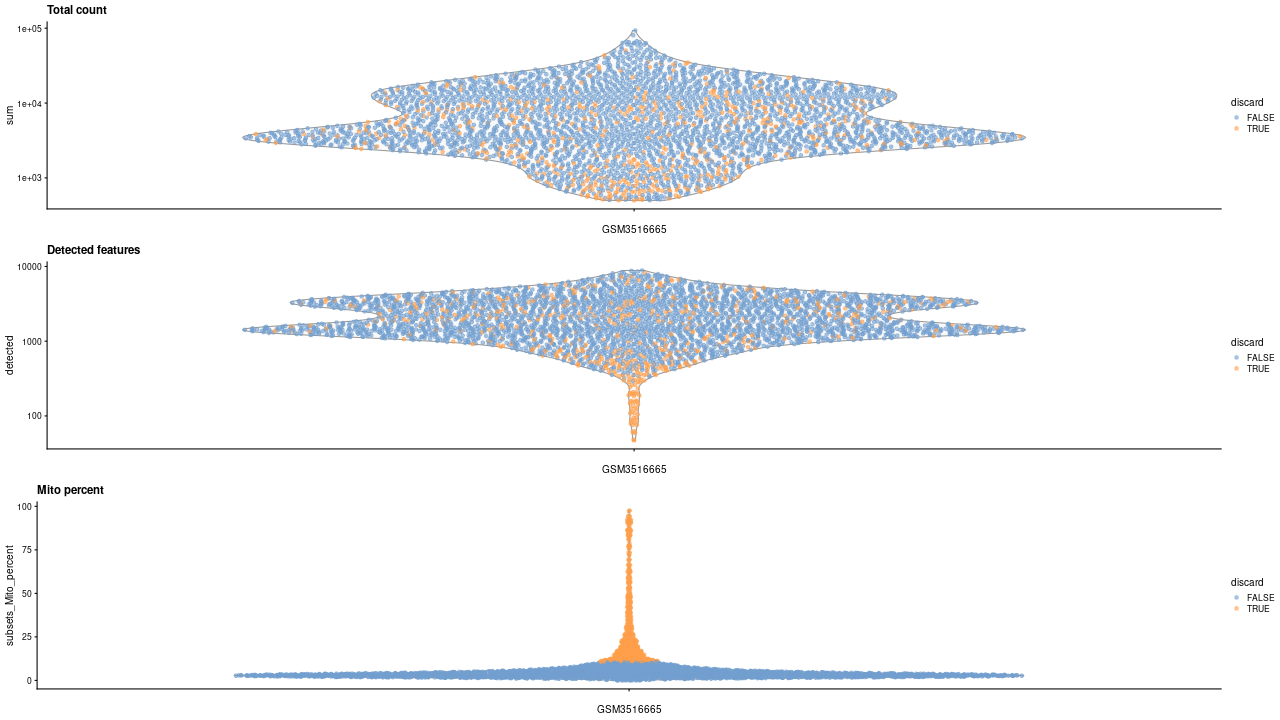 Total count
sum
1e+05
1e+04
1e+03
GSM3516665
discard
FALSE
TRUE
Detected features
detected
10000
1000
100
GSM3516665
discard
FALSE
TRUE
Mito percent
subsets_Mito_percent
100
75
50
25
0
GSM3516665
discard
FALSE
TRUE